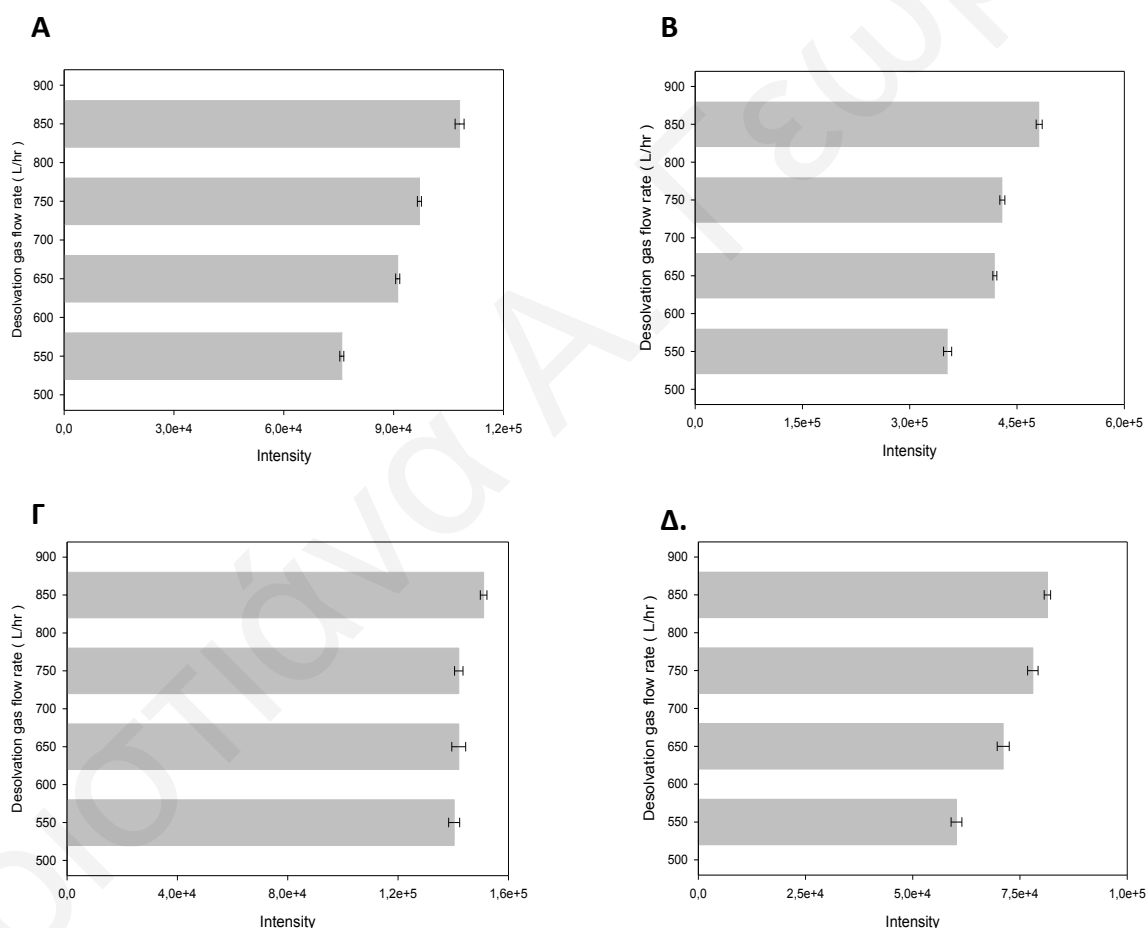 A
B
900
850
800
750
700
650
600
550
500
Desolvation gas flow rate ( L/hr )
0,0
3,0e+4
6,0e+4
9,0e+4
1,2e+5
Intensity
900
850
800
750
700
650
600
550
500
Desolvation gas flow rate ( L/hr )
0,0
1,5e+5
3,0e+5
4,5e+5
6,0e+5
Intensity
Γ
Δ.
900
850
800
750
700
650
600
550
500
Desolvation gas flow rate ( L/hr )
0,0
4,0e+4
8,0e+4
1,2e+5
1,6e+5
Intensity
900
850
800
750
700
650
600
550
500
Desolvation gas flow rate ( L/hr )
0,0
2,5e+4
5,0e+4
7,5e+4
1,0e+5
Intensity